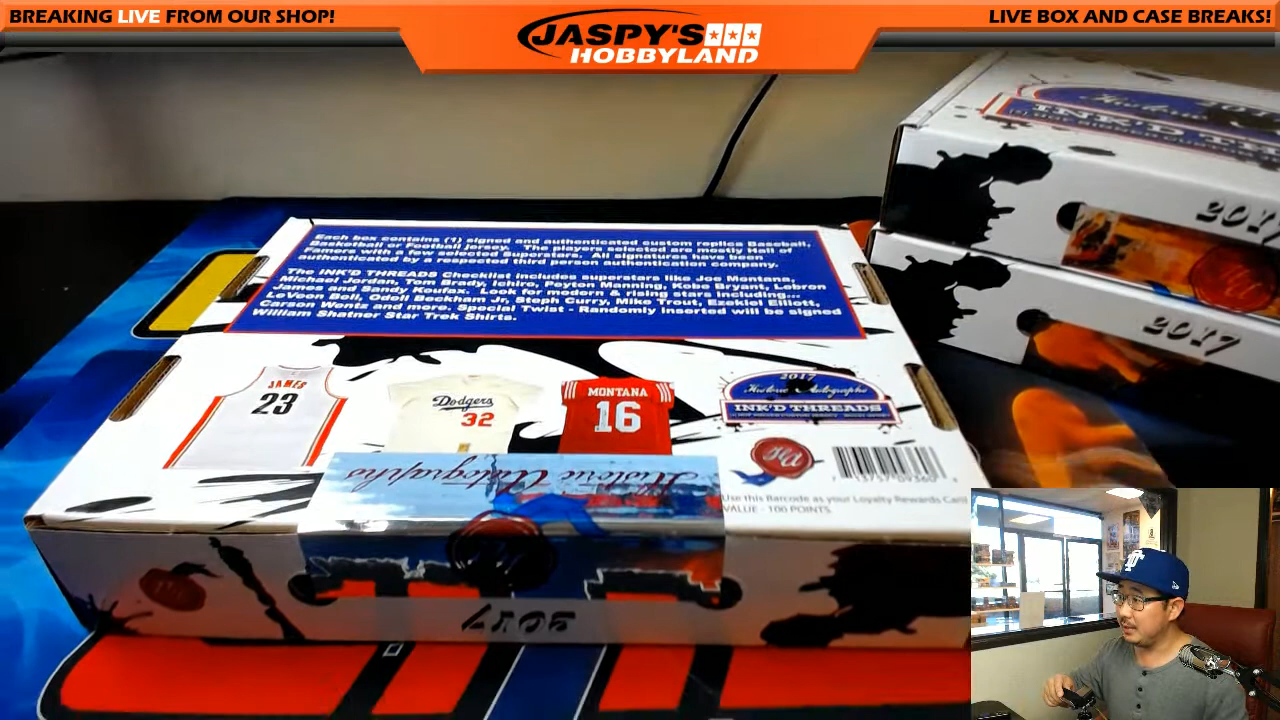 BREAKING LIVE FROM OUR SHOP!
JASPY'S
HOBBYLAND
LIVE BOX AND CASE BREAKS!
Each box contains (1) signed and authenticated custom replica Baseball,
Basketball or Football jersey. The players selected are mostly Hall of
Famers with a few selected Superstars. All signatures have been
authenticated by a respected third person authentication company.
The INK'D THREADS Checklist includes superstars like Joe Montana,
Michael Jordan, Tom Brady, Ichiro, Peyton Manning, Kobe Bryant, Lebron
James and Sandy Koufax. Look for modern & rising stars including...
LeVeon Bell, Odell Beckham Jr, Steph Curry, Mike Trout, Ezekiel Elliott,
Carson Wentz and more. Special Twist - Randomly inserted will be signed
William Shatner Star Trek Shirts.
JAMES
23
Dodgers
32
MONTANA
16
2017
Historic Autographs
INK'D THREADS
HA
Use this Barcode as your Loyalty Rewards Card
VALUE - 100 POINTS
Historic Autographs
2017
Historic
INK'D TH
2017
2017